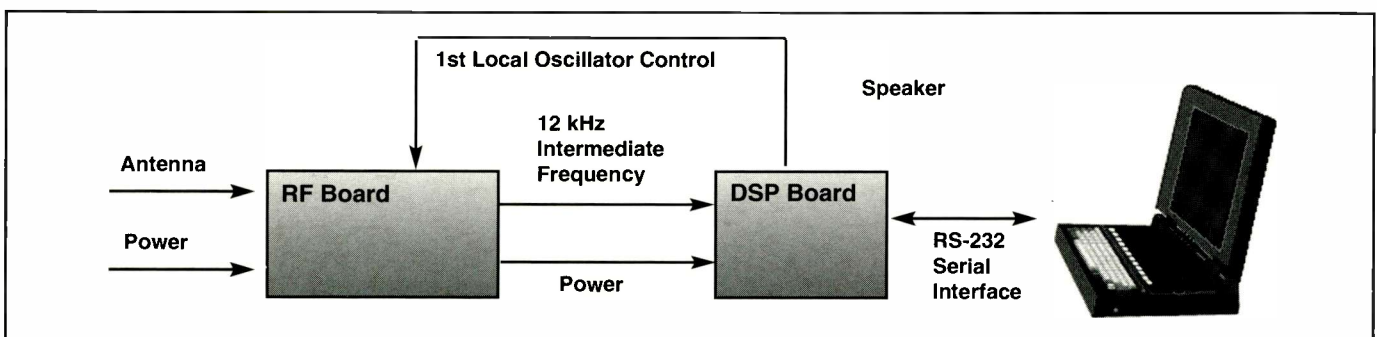 1st Local Oscillator Control
Speaker
12 kHz
Intermediate
Frequency
Antenna
RF Board
DSP Board
Power
RS-232
Serial
Interface
Power